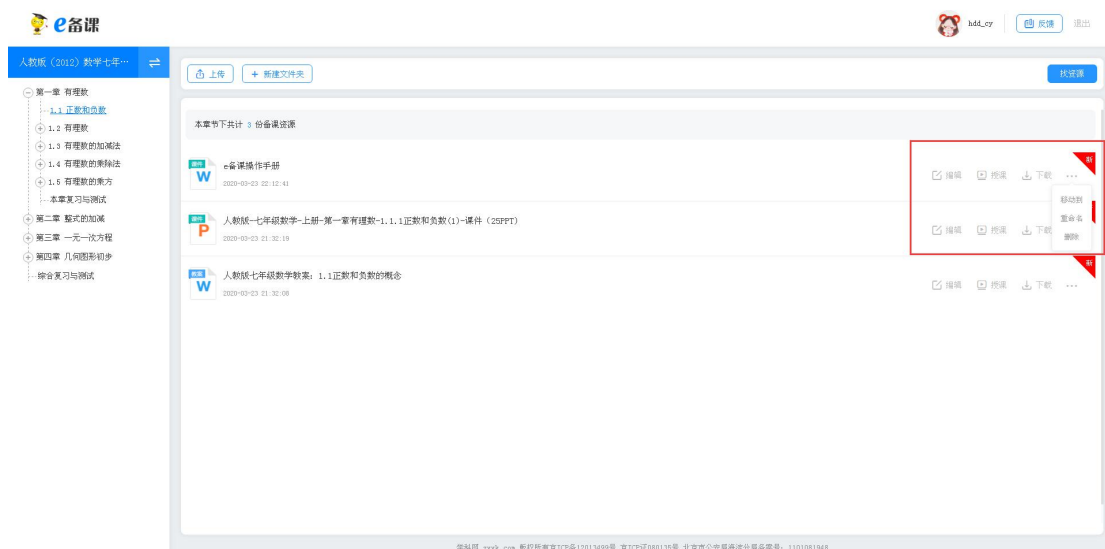 e备课
hdd_cy
反馈
退出
人教版（2012）数学七年…
上传
+ 新建文件夹
找资源
第一章 有理数
1.1 正数和负数
1.2 有理数
1.3 有理数的加减法
1.4 有理数的乘除法
1.5 有理数的乘方
本章复习与测试
第二章 整式的加减
第三章 一元一次方程
第四章 几何图形初步
综合复习与测试
本章节下共计 3 份备课资源
课件
W
e备课操作手册
2020-03-23 22:12:41
编辑
授课
下载
...
新
移动到
重命名
删除
课件
P
人教版-七年级数学-上册-第一章有理数-1.1.1正数和负数(1)-课件（25PPT）
2020-03-23 21:32:19
编辑
授课
下载
教案
W
人教版七年级数学教案：1.1正数和负数的概念
2020-03-23 21:32:08
编辑
授课
下载
...
新